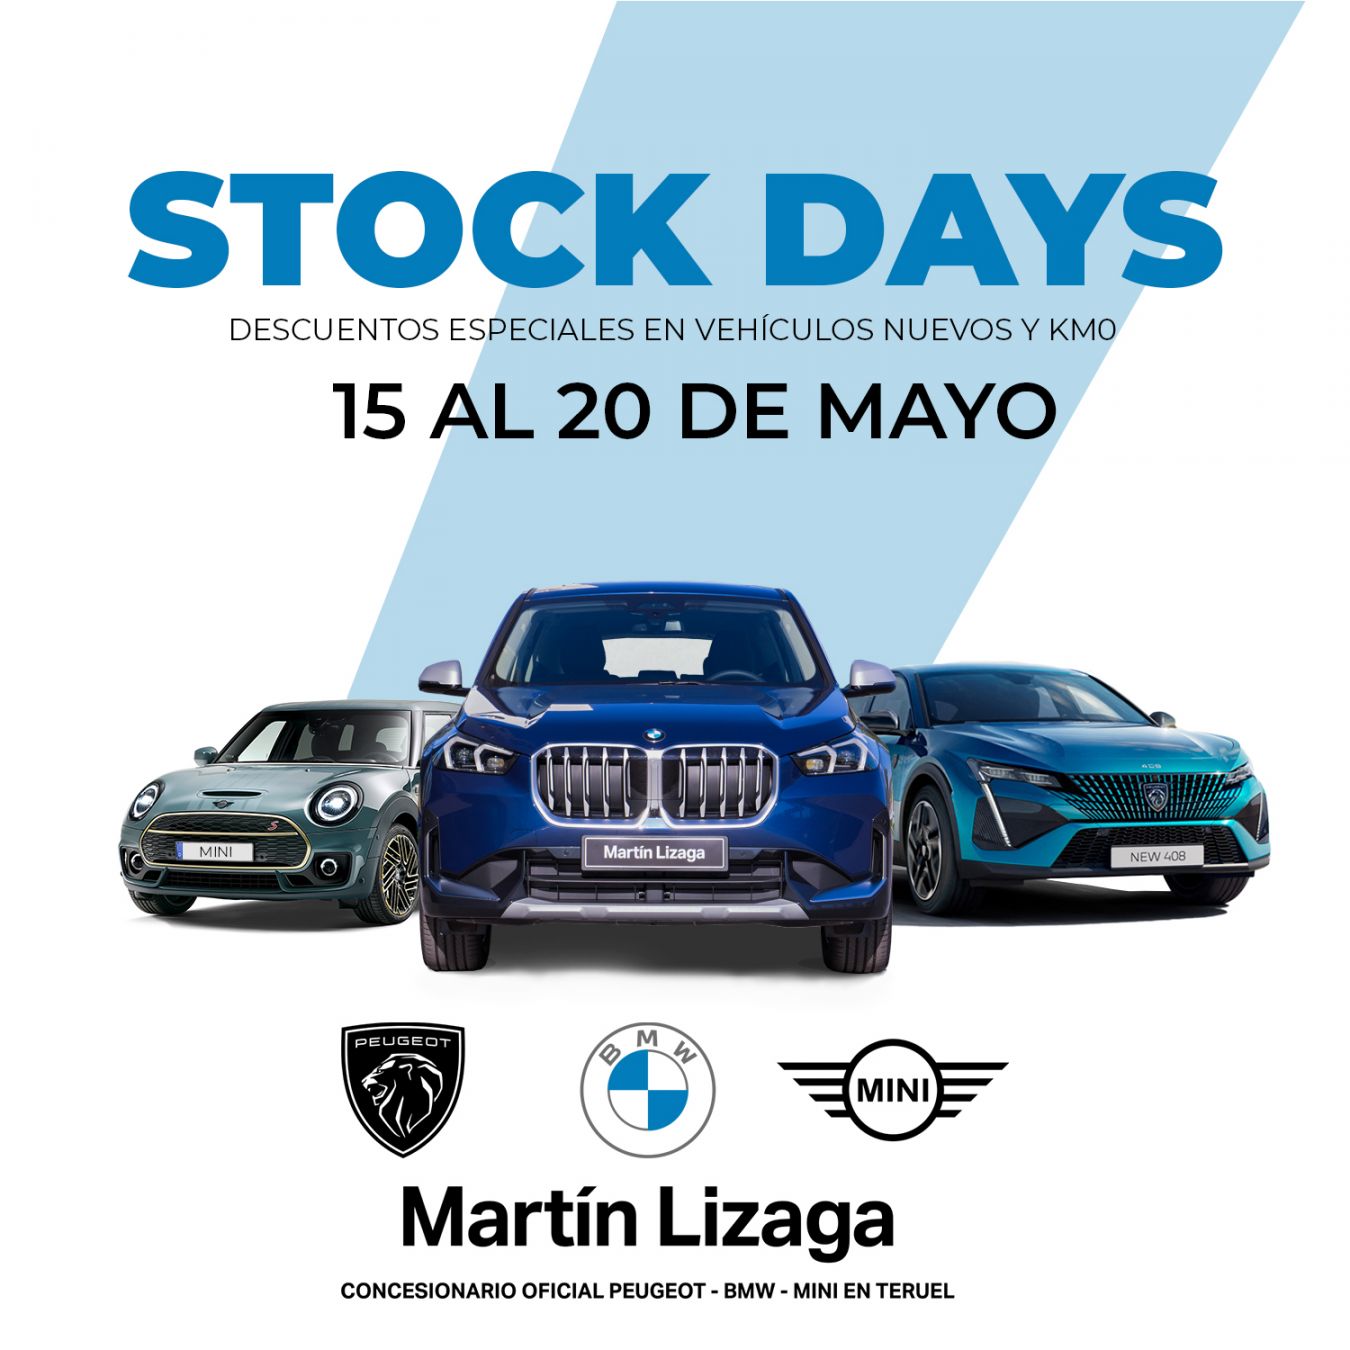 STOCK DAYS
DESCUENTOS ESPECIALES EN VEHÍCULOS NUEVOS Y KM0
15 AL 20 DE MAYO
408
S
MINI
Martín Lizaga
NEW 408
PEUGEOT
BMW
MINI
Martín Lizaga
CONCESIONARIO OFICIAL PEUGEOT - BMW - MINI EN TERUEL